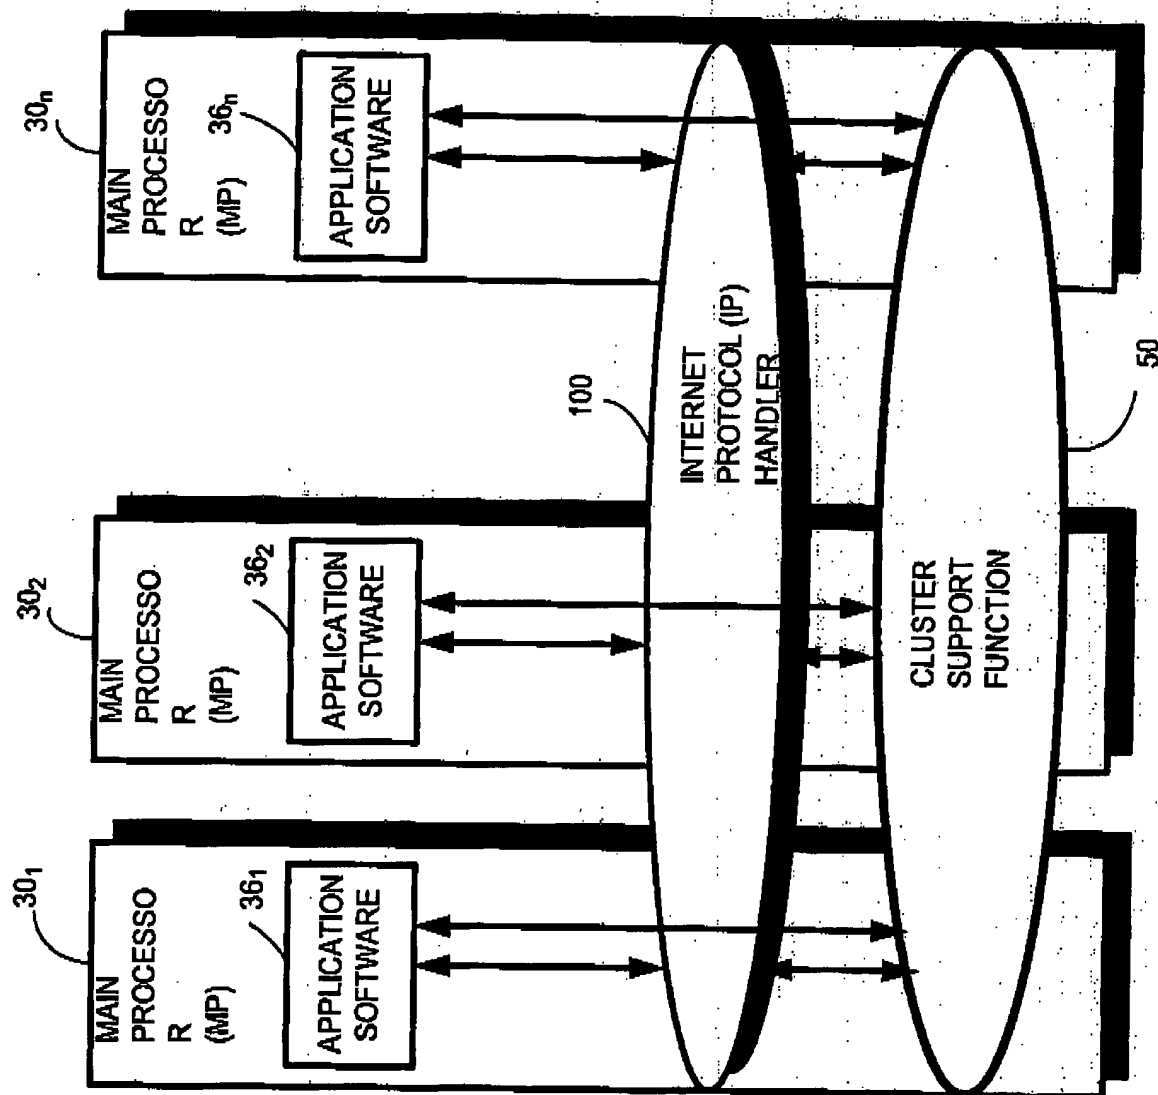 30₁
MAIN
PROCESSO
R
(MP)
36₁
APPLICATION
SOFTWARE
30₂
MAIN
PROCESSO
R
(MP)
36₂
APPLICATION
SOFTWARE
30ₙ
MAIN
PROCESSO
R
(MP)
36ₙ
APPLICATION
SOFTWARE
100
INTERNET
PROTOCOL (IP)
HANDLER
CLUSTER
SUPPORT
FUNCTION
50